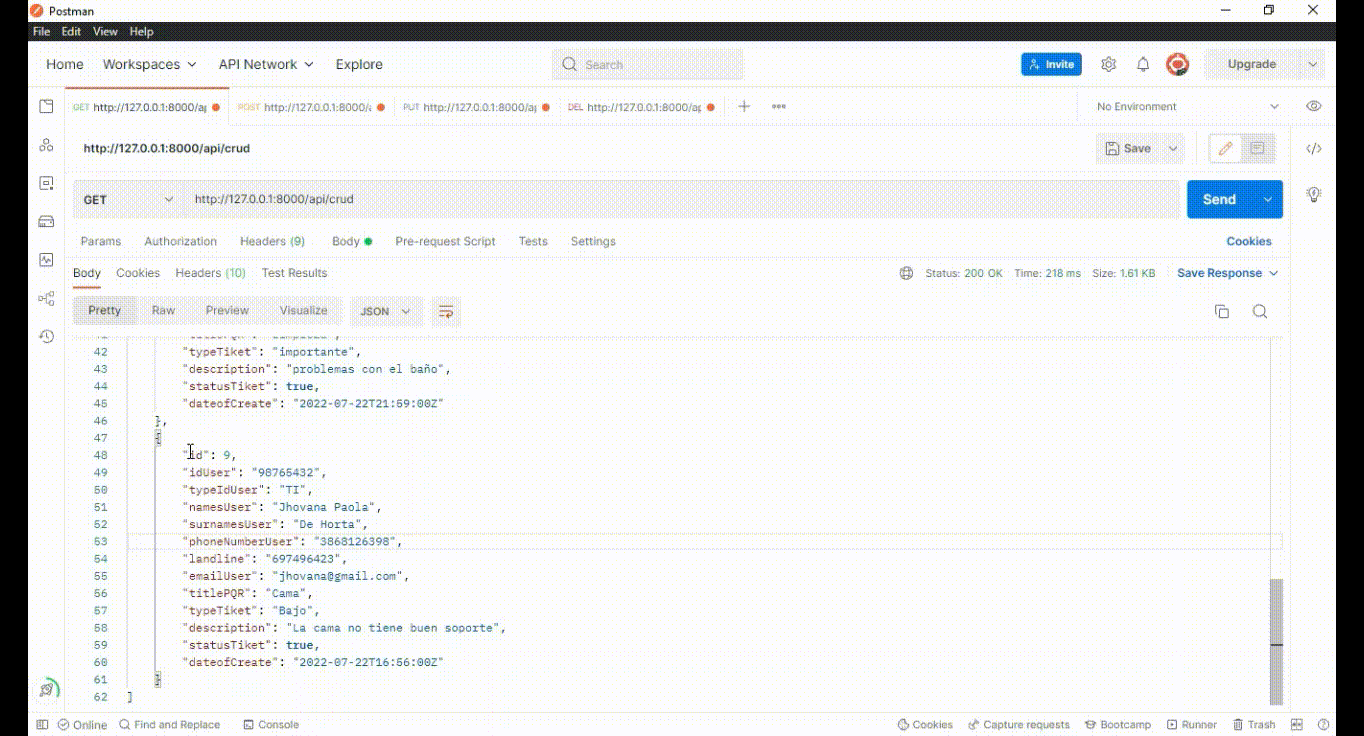 Postman
File Edit View Help
Home Workspaces API Network Explore Search Invite Upgrade
GET http://127.0.0.1:8000/ap POST http://127.0.0.1:8000/a PUT http://127.0.0.1:8000/ap DEL http://127.0.0.1:8000/ap No Environment
http://127.0.0.1:8000/api/crud Save
GET http://127.0.0.1:8000/api/crud Send
Params Authorization Headers (9) Body Pre-request Script Tests Settings Cookies
Body Cookies Headers (10) Test Results Status: 200 OK Time: 218 ms Size: 1.61 KB Save Response
Pretty Raw Preview Visualize JSON
42 "typeTiket": "importante",
43 "description": "problemas con el baño",
44 "statusTiket": true,
45 "dateofCreate": "2022-07-22T21:59:00Z"
46 },
47 {
48 "id": 9,
49 "idUser": "98765432",
50 "typeIdUser": "TI",
51 "namesUser": "Jhovana Paola",
52 "surnamesUser": "De Horta",
53 "phoneNumberUser": "3868126398",
54 "landline": "697496423",
55 "emailUser": "jhovana@gmail.com",
56 "titlePQR": "Cama",
57 "typeTiket": "Bajo",
58 "description": "La cama no tiene buen soporte",
59 "statusTiket": true,
60 "dateofCreate": "2022-07-22T16:56:00Z"
61 }
62 ]
Online Find and Replace Console Cookies Capture requests Bootcamp Runner Trash